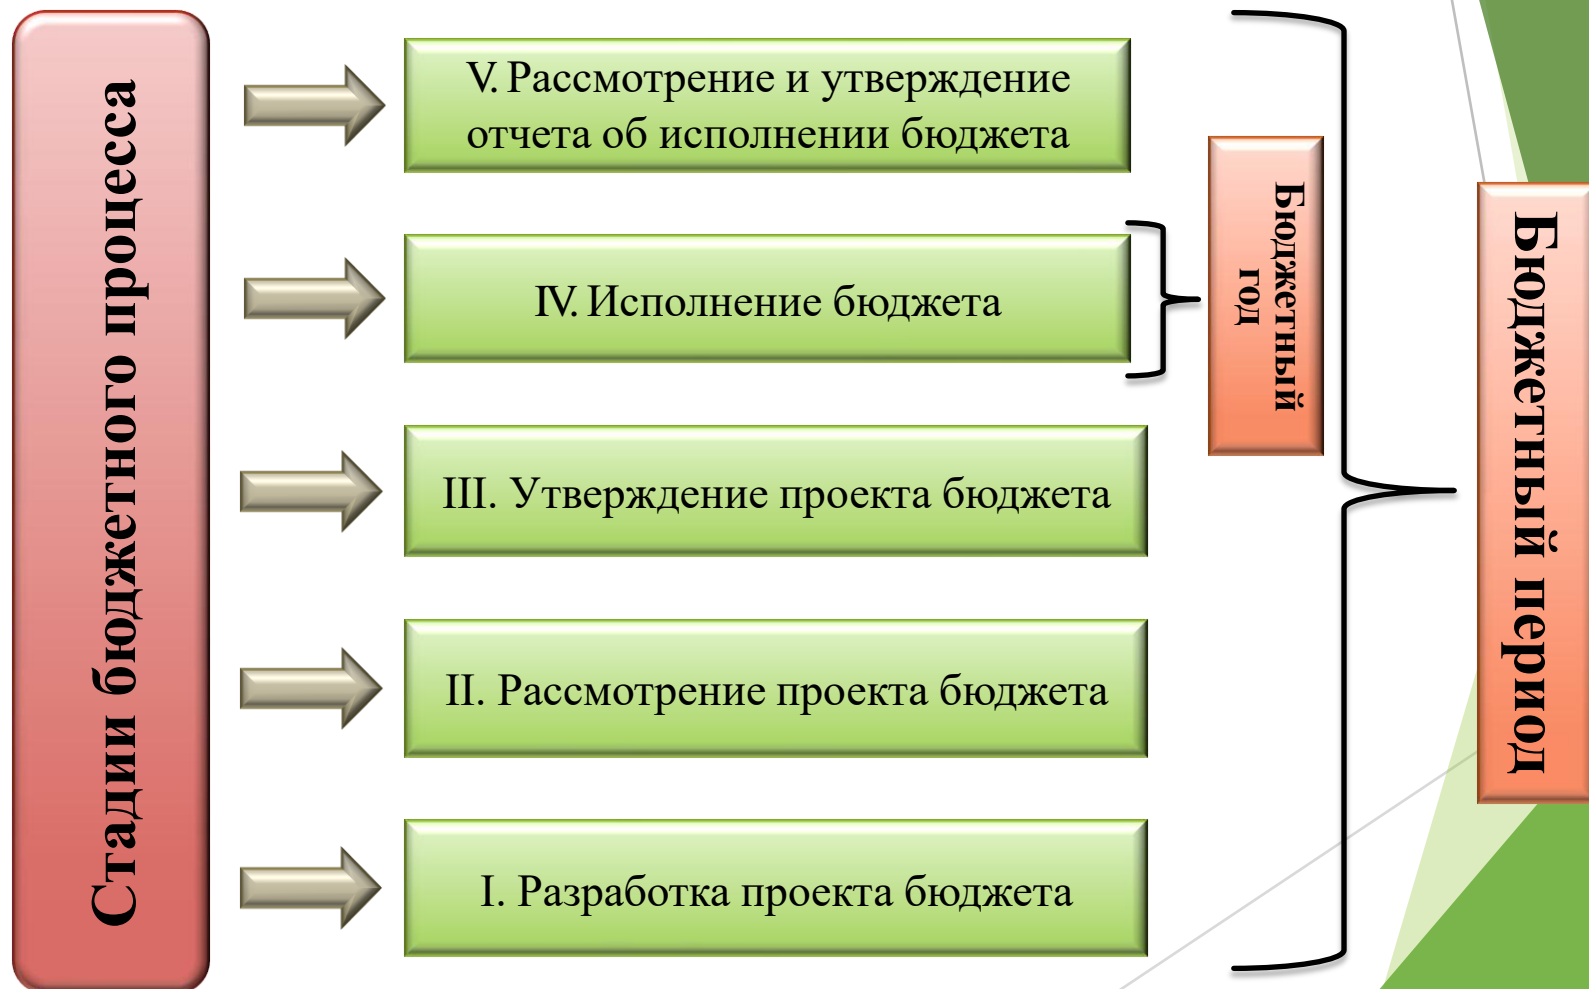 Стадии бюджетного процесса
V. Рассмотрение и утверждение
отчета об исполнении бюджета
IV. Исполнение бюджета
III. Утверждение проекта бюджета
II. Рассмотрение проекта бюджета
I. Разработка проекта бюджета
Бюджетный
год
Бюджетный период